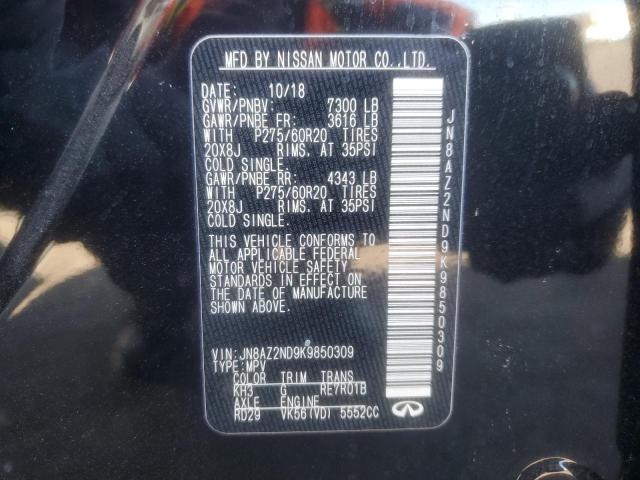 MFD BY NISSAN MOTOR CO.,LTD.
DATE: 10/18
GVWR/PNBV: 7300 LB
GAWR/PNBE FR: 3616 LB
WITH P275/60R20 TIRES
20X8J RIMS. AT 35PSI
COLD SINGLE.
GAWR/PNBE RR: 4343 LB
WITH P275/60R20 TIRES
20X8J RIMS. AT 35PSI
COLD SINGLE.
THIS VEHICLE CONFORMS TO
ALL APPLICABLE FEDERAL
MOTOR VEHICLE SAFETY
STANDARDS IN EFFECT ON
THE DATE OF MANUFACTURE
SHOWN ABOVE.
VIN: JN8AZ2ND9K9850309
TYPE: MPV
COLOR TRIM TRANS
KH3 G RE7R01B
AXLE ENGINE
RD29 VK56(VD) 5552CC
JN8AZ2ND9K9850309